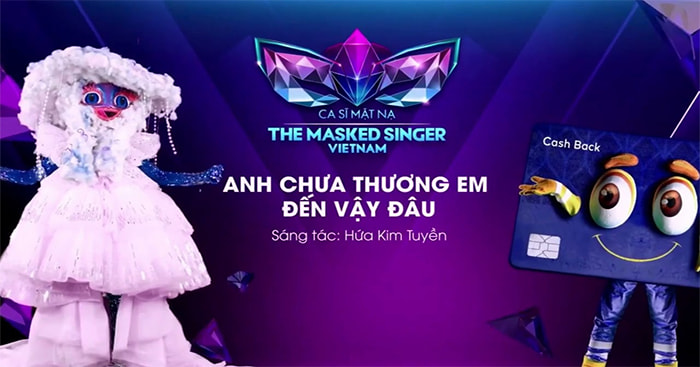 CA SĨ MẶT NẠ
THE MASKED SINGER
VIETNAM
ANH CHƯA THƯƠNG EM
ĐẾN VẬY ĐÂU
Sáng tác: Hứa Kim Tuyền
Cash Back